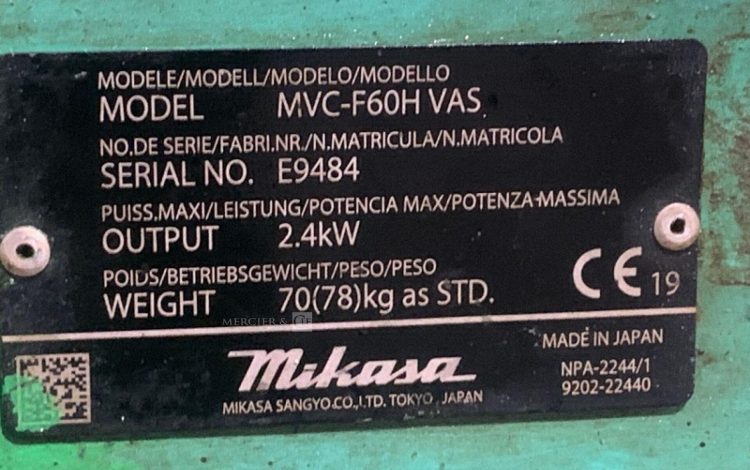 MODELE/MODELL/MODELO/MODELLO
MODEL MVC-F60H VAS
NO.DE SERIE/FABRI.NR./N.MATRICULA/N.MATRICOLA
SERIAL NO. E9484
PUISS.MAXI/LEISTUNG/POTENCIA MAX/POTENZA MASSIMA
OUTPUT 2.4kW
POIDS/BETRIEBSGEWICHT/PESO/PESO
WEIGHT 70(78)kg as STD.
CE 19
MERCIER & CIE
MADE IN JAPAN
mikasa
NPA-2244/1
9202-22440
MIKASA SANGYO.CO.,LTD. TOKYO, JAPAN